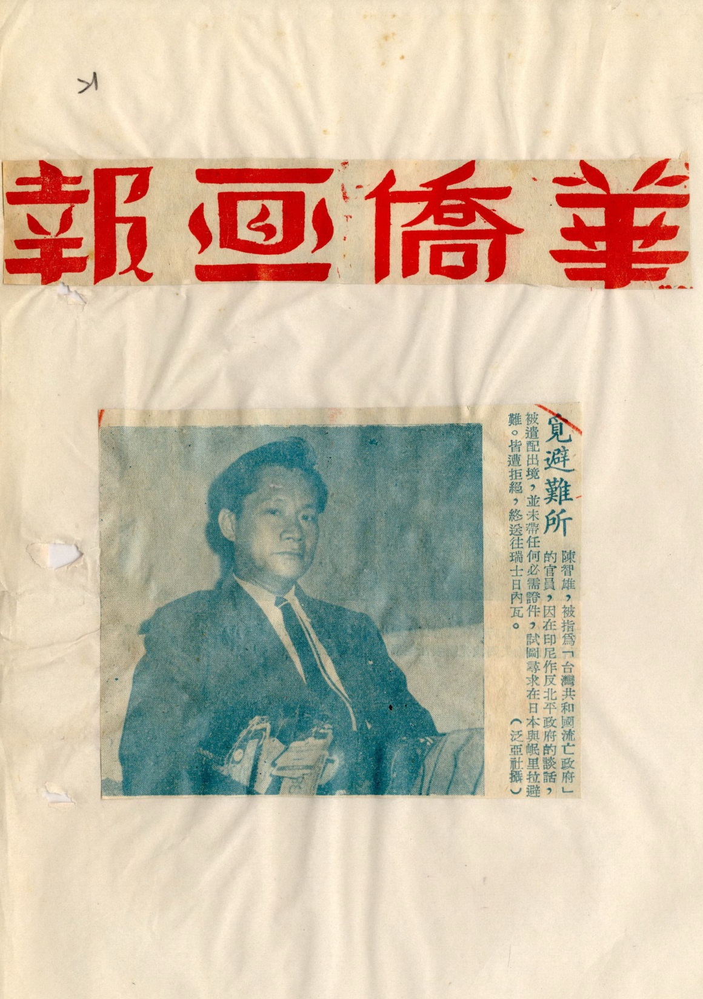 K
華僑画報
覓避難所
陳智雄，被指爲「台灣共和國流亡政府」
的官員，因在印尼作反北平政府的談話，
被遣配出境，並未帶任何必需證件，試圖尋求在日本與岷里拉避
難。皆遭拒絕，終送往瑞士日內瓦。
（泛亞社攝）